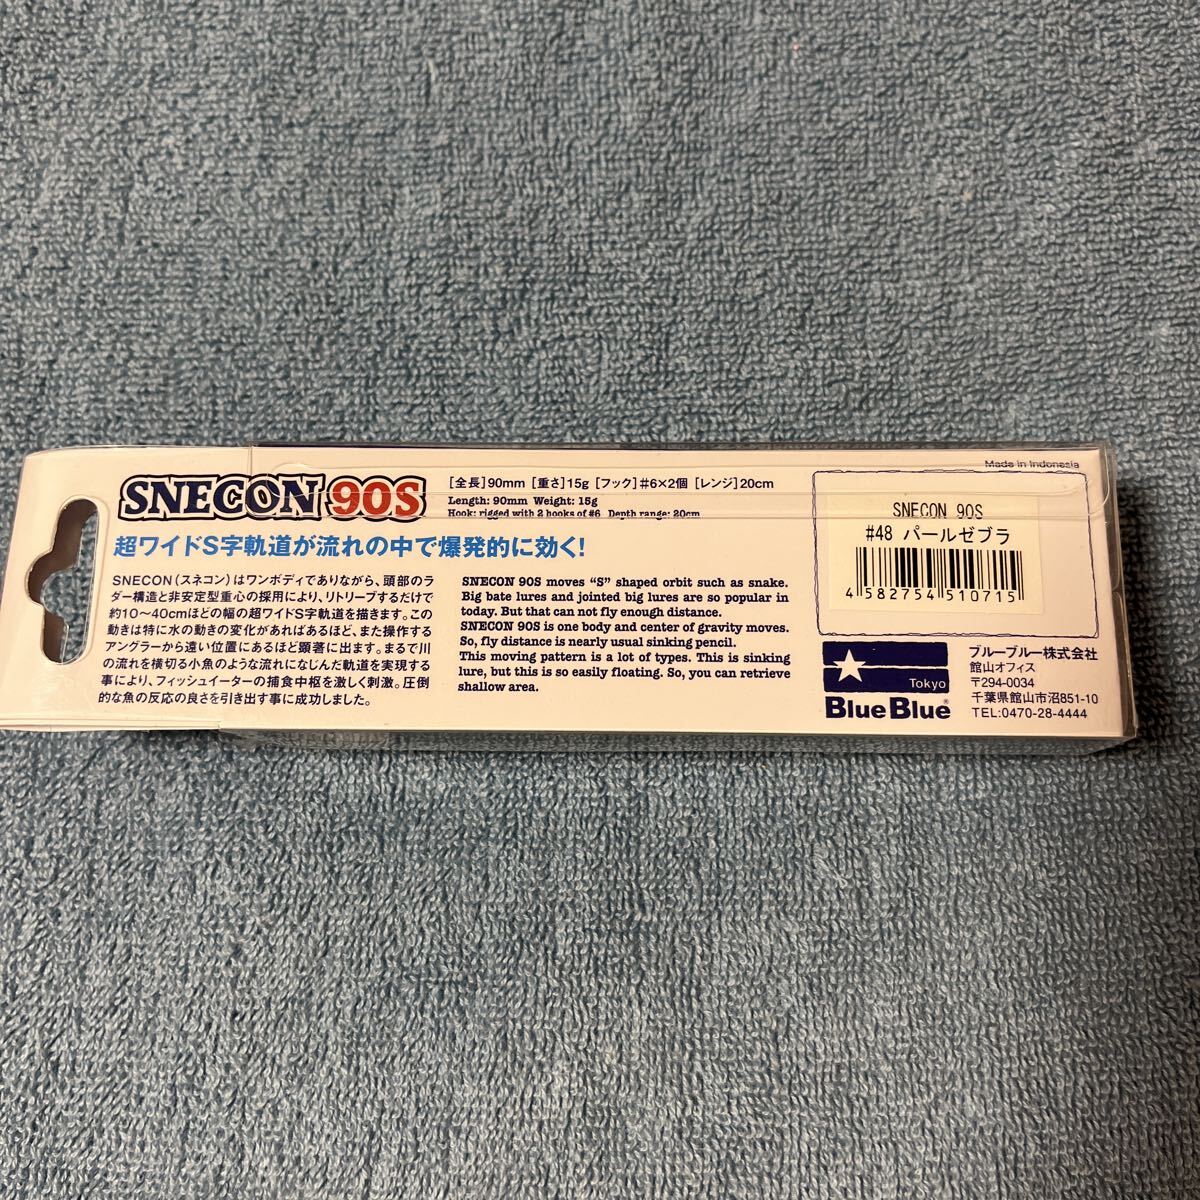 SNECON 90S
[全長]90mm [重さ]15g [フック]#6×2個 [レンジ]20cm
Length: 90mm Weight: 15g
Hook: rigged with 2 hooks of #6 Depth range: 20cm
超ワイドS字軌道が流れの中で爆発的に効く!
SNECON(スネコン)はワンボディでありながら、頭部のラ
ダー構造と非安定型重心の採用により、リトリーブするだけで
約10〜40cmほどの幅の超ワイドS字軌道を描きます。この
動きは特に水の動きの変化があればあるほど、また操作する
アングラーから遠い位置にあるほど顕著に出ます。まるで川
の流れを横切る小魚のような流れになじんだ軌道を実現する
事により、フィッシュイーターの捕食中枢を激しく刺激。圧倒
的な魚の反応の良さを引き出す事に成功しました。
SNECON 90S moves “S” shaped orbit such as snake.
Big bate lures and jointed big lures are so popular in
today. But that can not fly enough distance.
SNECON 90S is one body and center of gravity moves.
So, fly distance is nearly usual sinking pencil.
This moving pattern is a lot of types. This is sinking
lure, but this is so easily floating. So, you can retrieve
shallow area.
Made in Indonesia
SNECON 90S
#48 パールゼブラ
4 582754 510715
Tokyo
BlueBlue®
ブルーブルー株式会社
館山オフィス
〒294-0034
千葉県館山市沼851-10
TEL:0470-28-4444